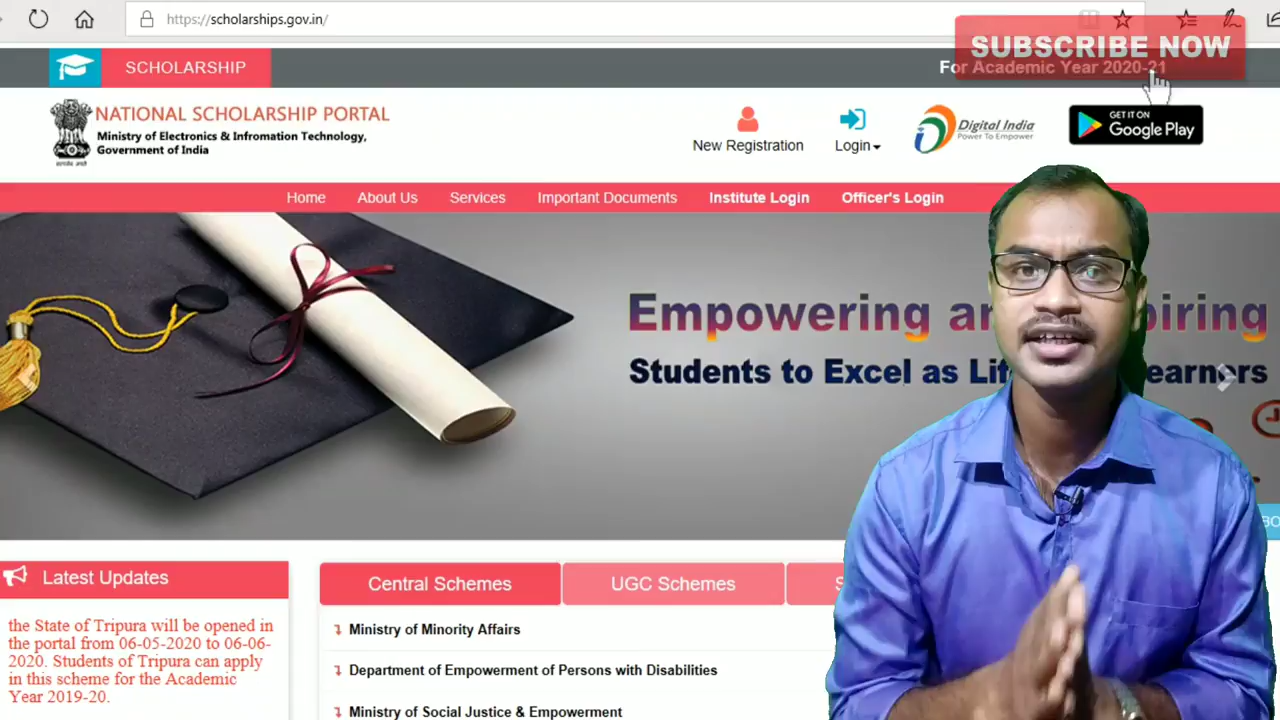 https://scholarships.gov.in/
SUBSCRIBE NOW
SCHOLARSHIP
For Academic Year 2020-21
NATIONAL SCHOLARSHIP PORTAL
Ministry of Electronics & Infromation Technology,
Government of India
New Registration
Login
Digital India
Power To Empower
GET IT ON
Google Play
Home About Us Services Important Documents Institute Login Officer's Login
Empowering an piring
Students to Excel as Lif earners
Latest Updates
Central Schemes
UGC Schemes
the State of Tripura will be opened in
the portal from 06-05-2020 to 06-06-
2020. Students of Tripura can apply
in this scheme for the Academic
Year 2019-20.
Ministry of Minority Affairs
Department of Empowerment of Persons with Disabilities
Ministry of Social Justice & Empowerment